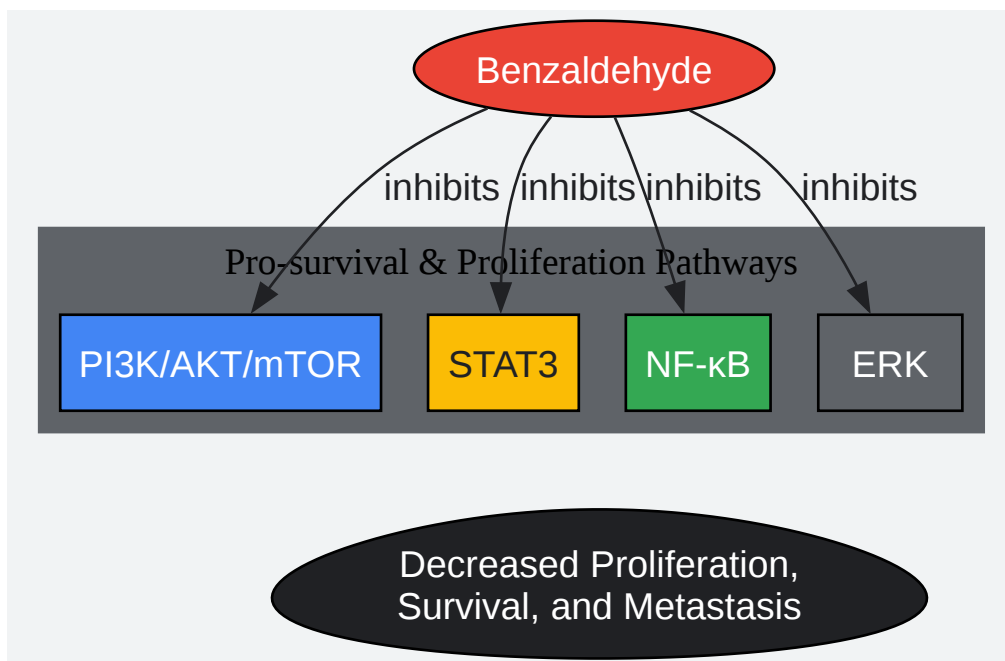 Benzaldehyde
inhibits inhibits inhibits inhibits
Pro-survival & Proliferation Pathways
PI3K/AKT/mTOR STAT3 NF-κB ERK
Decreased Proliferation,
Survival, and Metastasis